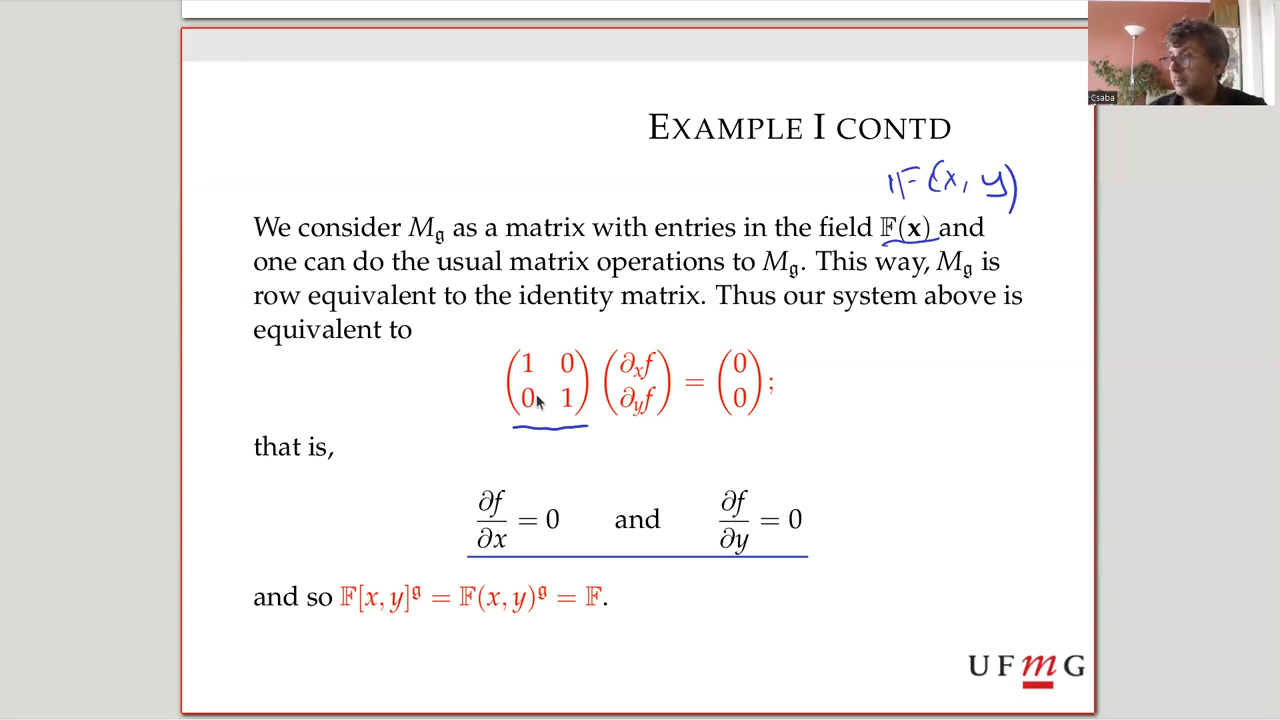 Csaba
EXAMPLE I CONTD
𝔽(x, y)
We consider M_𝔤 as a matrix with entries in the field 𝔽(𝐱) and
one can do the usual matrix operations to M_𝔤. This way, M_𝔤 is
row equivalent to the identity matrix. Thus our system above is
equivalent to
(1 0; 0 1) (∂ₓf; ∂_yf) = (0; 0);
that is,
∂f/∂x = 0 and ∂f/∂y = 0
and so 𝔽[x, y]^𝔤 = 𝔽(x, y)^𝔤 = 𝔽.
UFmG